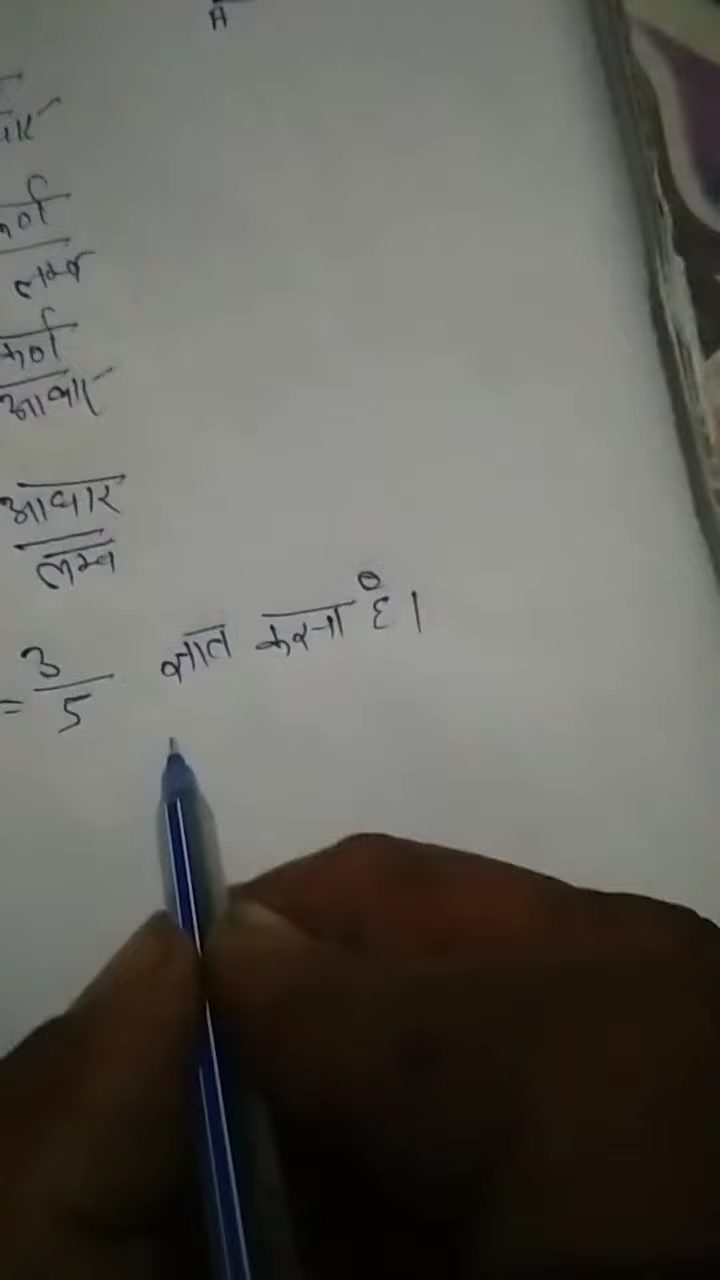 A
कर्ण
लम्ब
कर्ण
आधार
आधार
लम्ब
= 3/5 ज्ञात करना है।